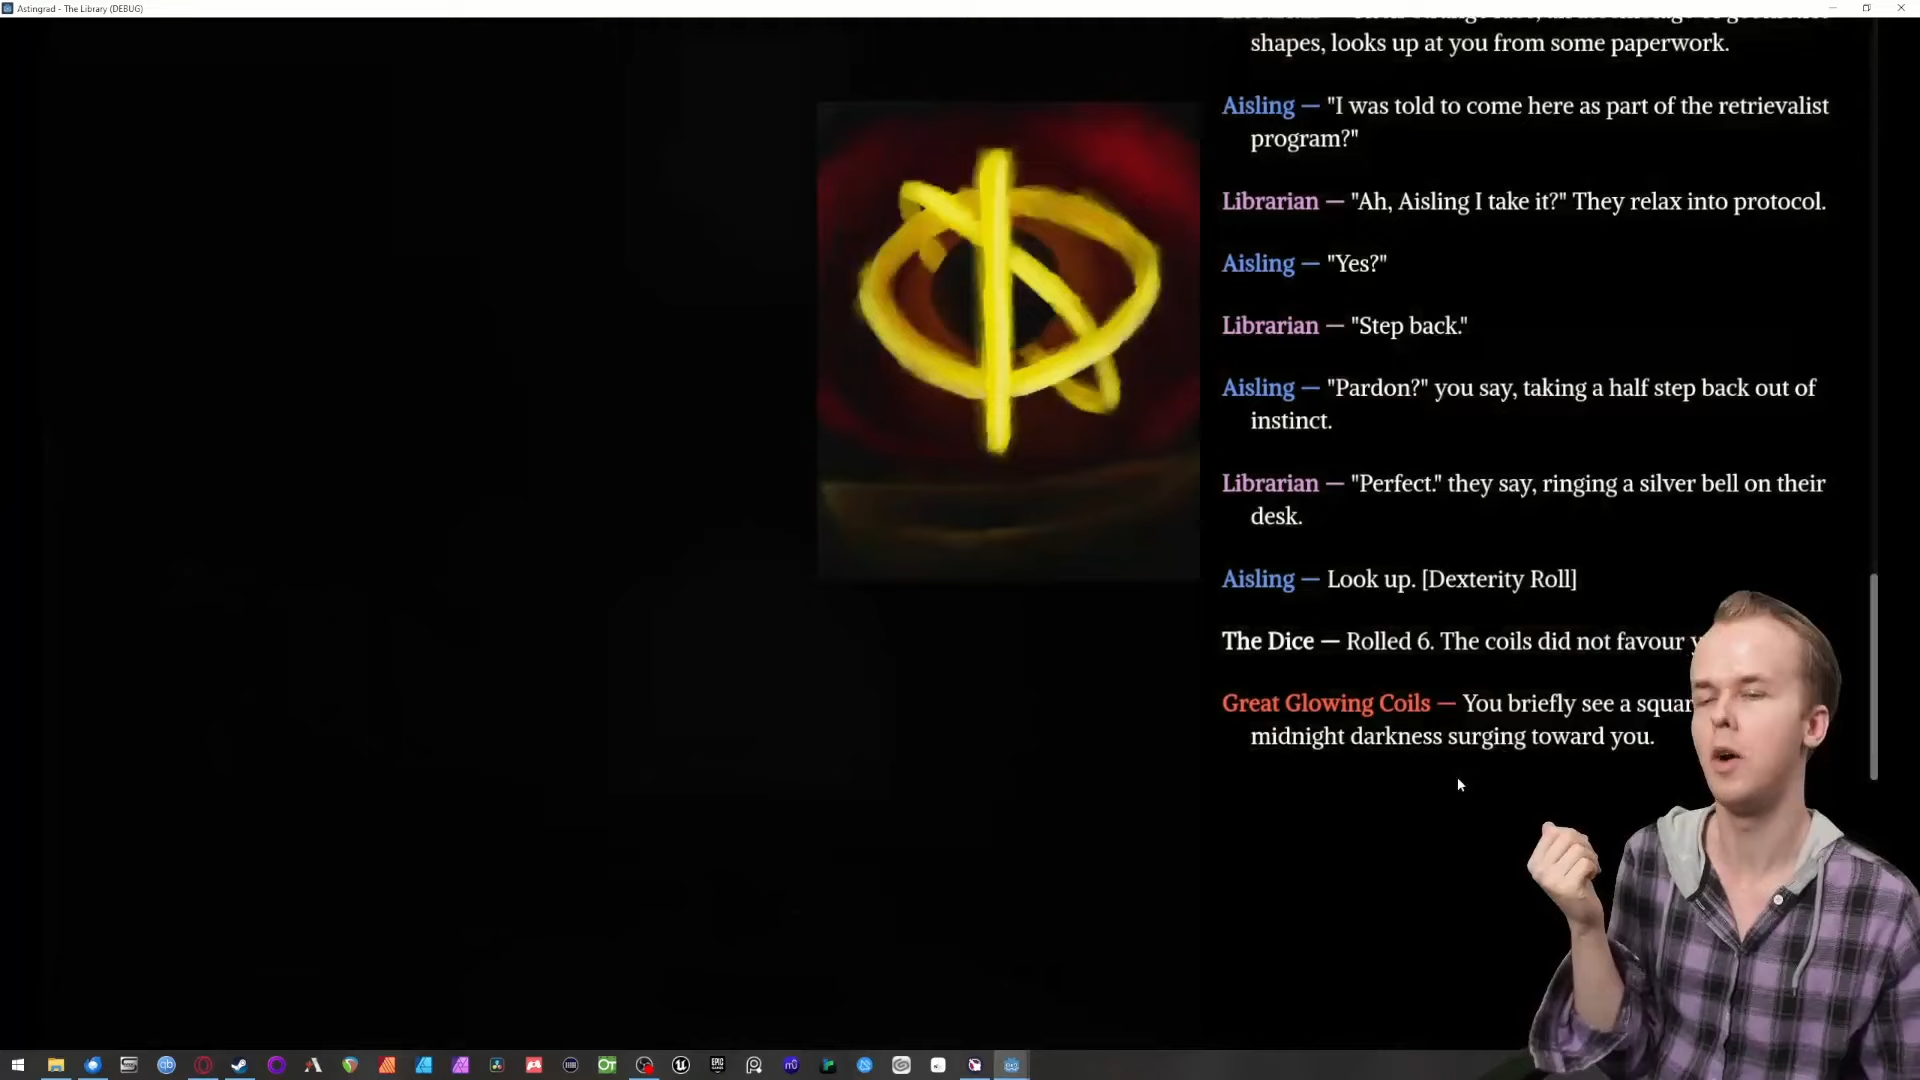 Astingrad - The Library (DEBUG)
shapes, looks up at you from some paperwork.
Aisling — "I was told to come here as part of the retrievalist
program?"
Librarian — "Ah, Aisling I take it?" They relax into protocol.
Aisling — "Yes?"
Librarian — "Step back."
Aisling — "Pardon?" you say, taking a half step back out of
instinct.
Librarian — "Perfect." they say, ringing a silver bell on their
desk.
Aisling — Look up. [Dexterity Roll]
The Dice — Rolled 6. The coils did not favour
Great Glowing Coils — You briefly see a
midnight darkness surging toward you.
qb
OT
EPIC
GAMES